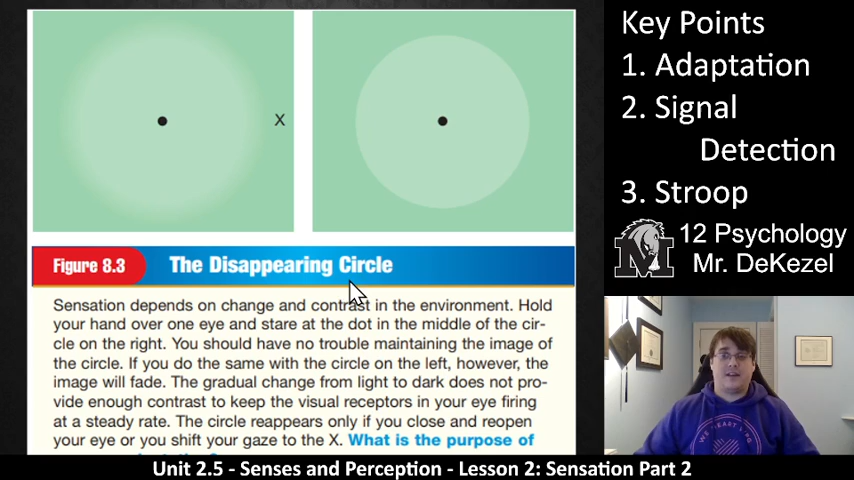 X
Figure 8.3 The Disappearing Circle
Sensation depends on change and contrast in the environment. Hold
your hand over one eye and stare at the dot in the middle of the cir-
cle on the right. You should have no trouble maintaining the image of
the circle. If you do the same with the circle on the left, however, the
image will fade. The gradual change from light to dark does not pro-
vide enough contrast to keep the visual receptors in your eye firing
at a steady rate. The circle reappears only if you close and reopen
your eye or you shift your gaze to the X. What is the purpose of
Key Points
1. Adaptation
2. Signal
Detection
3. Stroop
M
12 Psychology
Mr. DeKezel
Unit 2.5 - Senses and Perception - Lesson 2: Sensation Part 2